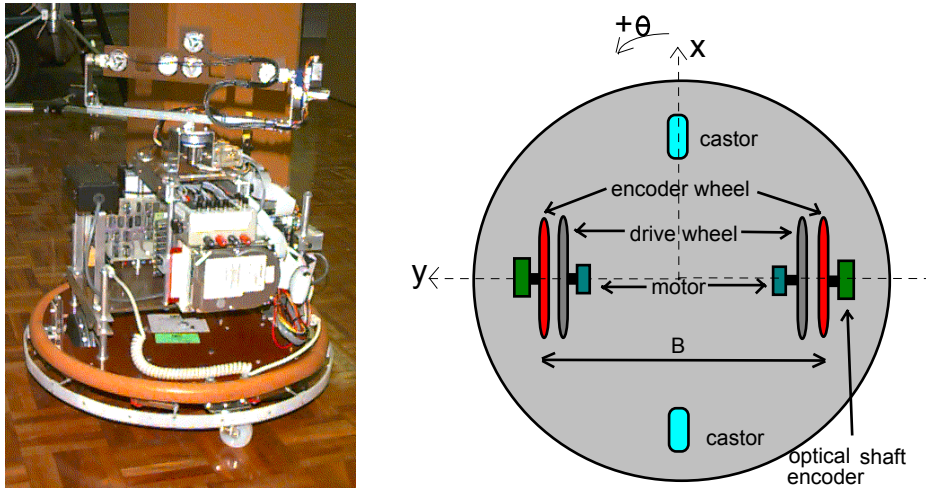 +θ
x
castor
encoder wheel
drive wheel
y
motor
B
castor
optical shaft
encoder